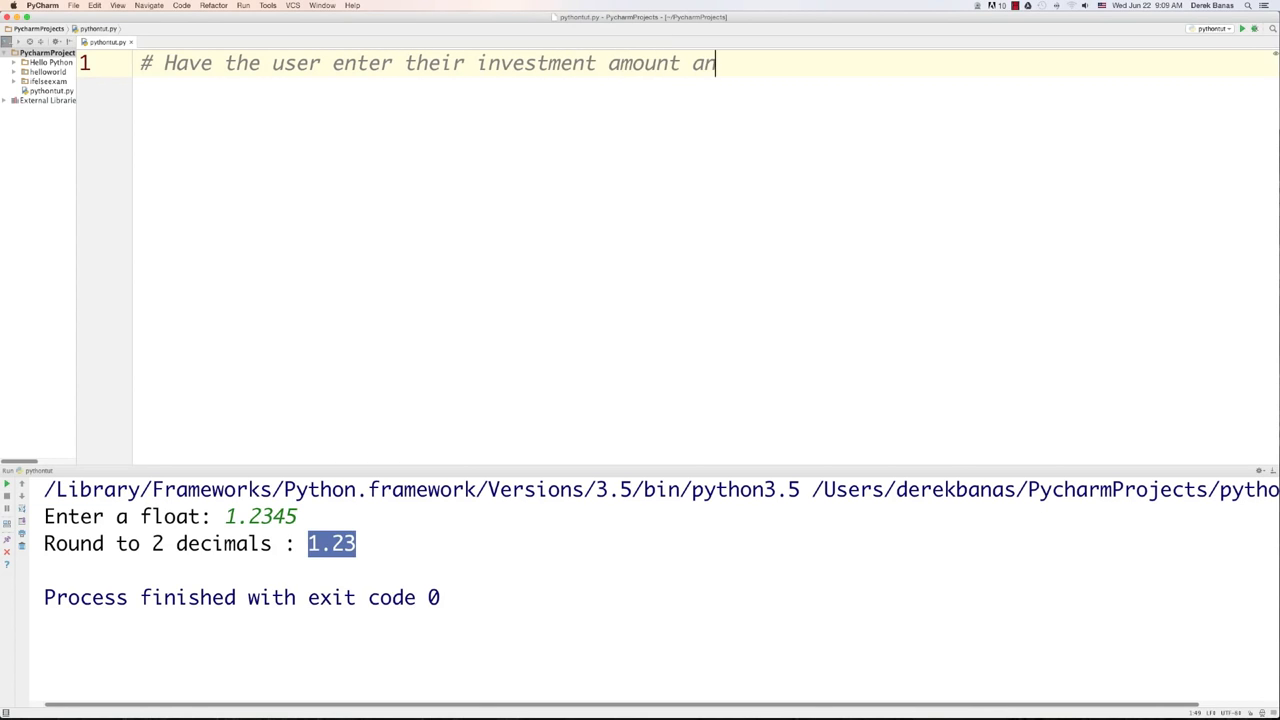 PyCharm File Edit View Navigate Code Refactor Run Tools VCS Window Help 10 Wed Jun 22 9:09 AM Derek Banas
pythontut.py - PycharmProjects - [~/PycharmProjects]
PycharmProjects pythontut.py pythontut
PycharmProject pythontut.py ×
Hello Python
helloworld
ifelseexam
pythontut.py
External Librarie
1 # Have the user enter their investment amount an
Run pythontut
/Library/Frameworks/Python.framework/Versions/3.5/bin/python3.5 /Users/derekbanas/PycharmProjects/pytho
Enter a float: 1.2345
Round to 2 decimals : 1.23
Process finished with exit code 0
1:49 LF÷ UTF-8÷